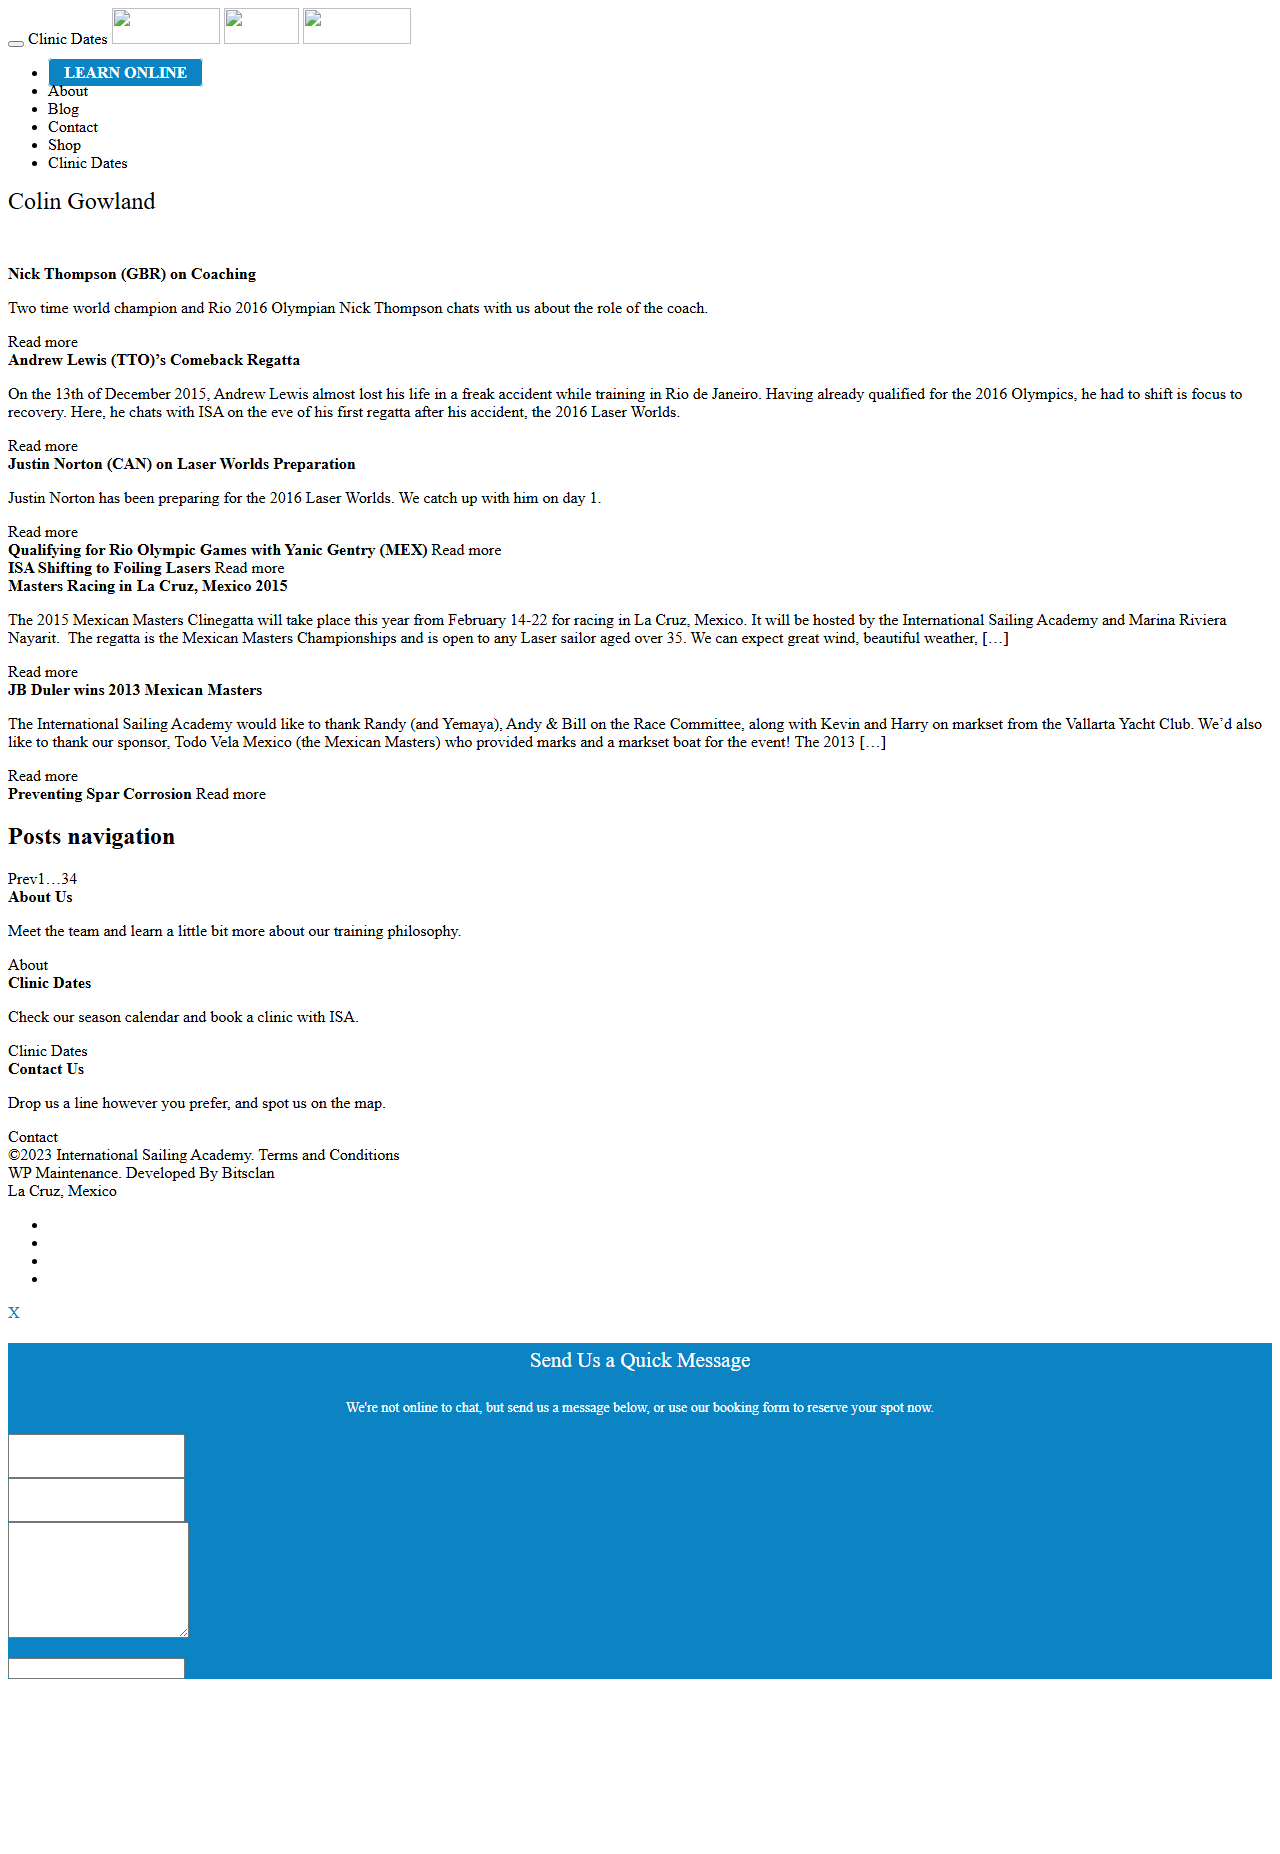 Clinic Dates
LEARN ONLINE
About
Blog
Contact
Shop
Clinic Dates
Colin Gowland
Nick Thompson (GBR) on Coaching
Two time world champion and Rio 2016 Olympian Nick Thompson chats with us about the role of the coach.
Read more
Andrew Lewis (TTO)’s Comeback Regatta
On the 13th of December 2015, Andrew Lewis almost lost his life in a freak accident while training in Rio de Janeiro. Having already qualified for the 2016 Olympics, he had to shift is focus to
recovery. Here, he chats with ISA on the eve of his first regatta after his accident, the 2016 Laser Worlds.
Read more
Justin Norton (CAN) on Laser Worlds Preparation
Justin Norton has been preparing for the 2016 Laser Worlds. We catch up with him on day 1.
Read more
Qualifying for Rio Olympic Games with Yanic Gentry (MEX) Read more
ISA Shifting to Foiling Lasers Read more
Masters Racing in La Cruz, Mexico 2015
The 2015 Mexican Masters Clinegatta will take place this year from February 14-22 for racing in La Cruz, Mexico. It will be hosted by the International Sailing Academy and Marina Riviera
Nayarit.  The regatta is the Mexican Masters Championships and is open to any Laser sailor aged over 35. We can expect great wind, beautiful weather, […]
Read more
JB Duler wins 2013 Mexican Masters
The International Sailing Academy would like to thank Randy (and Yemaya), Andy & Bill on the Race Committee, along with Kevin and Harry on markset from the Vallarta Yacht Club. We’d also
like to thank our sponsor, Todo Vela Mexico (the Mexican Masters) who provided marks and a markset boat for the event! The 2013 […]
Read more
Preventing Spar Corrosion Read more
Posts navigation
Prev1…34
About Us
Meet the team and learn a little bit more about our training philosophy.
About
Clinic Dates
Check our season calendar and book a clinic with ISA.
Clinic Dates
Contact Us
Drop us a line however you prefer, and spot us on the map.
Contact
©2023 International Sailing Academy. Terms and Conditions
WP Maintenance. Developed By Bitsclan
La Cruz, Mexico
X
Send Us a Quick Message
We're not online to chat, but send us a message below, or use our booking form to reserve your spot now.